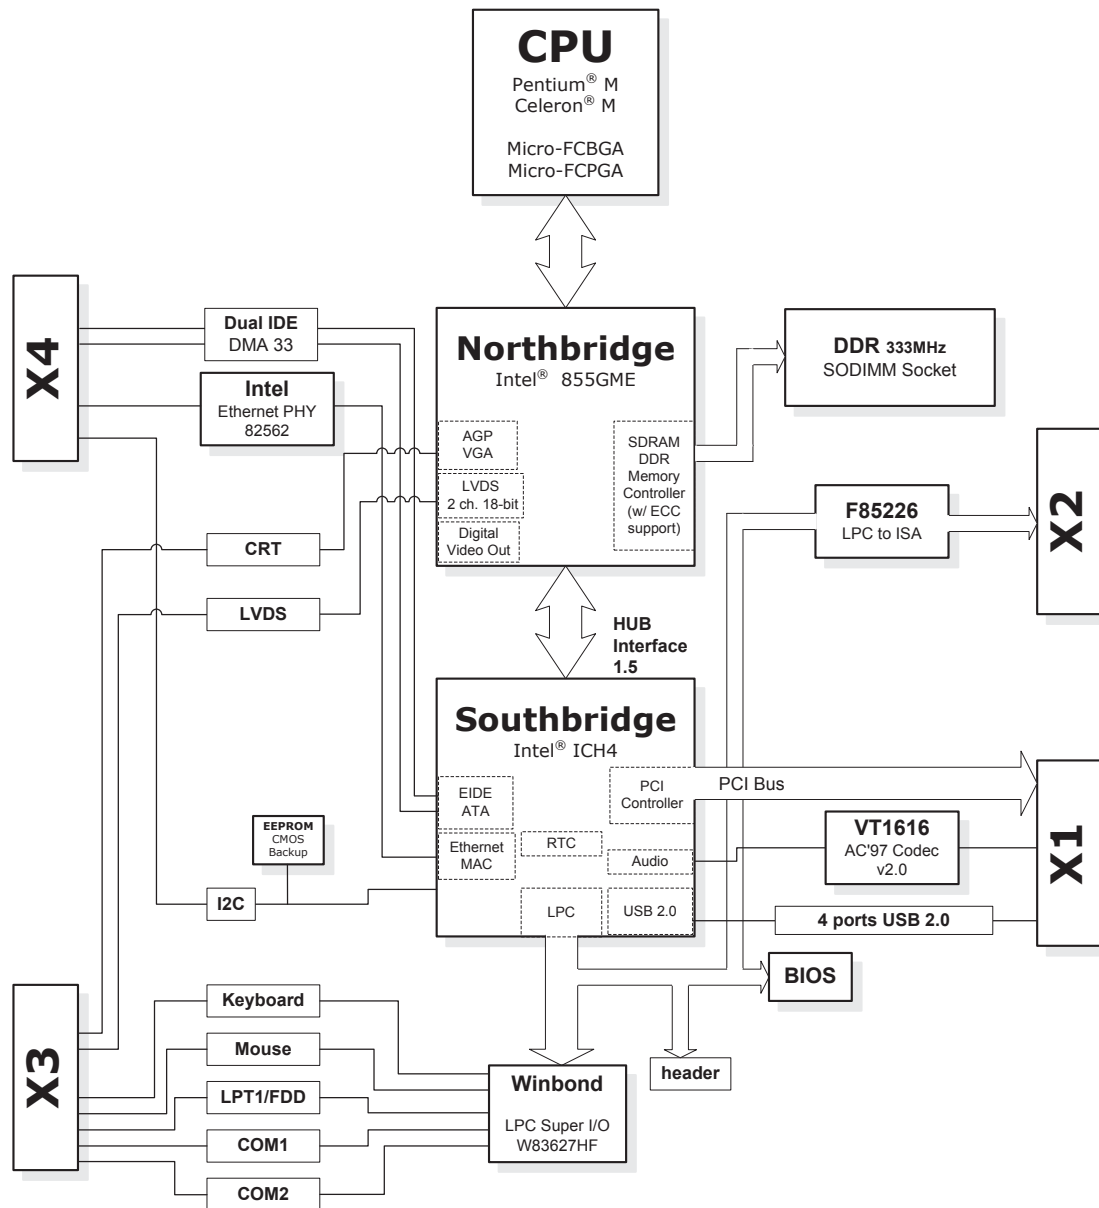 CPU
Pentium® M
Celeron® M
Micro-FCBGA
Micro-FCPGA
X4
Dual IDE
DMA 33
Intel
Ethernet PHY
82562
Northbridge
Intel® 855GME
AGP
VGA
LVDS
2 ch. 18-bit
Digital
Video Out
SDRAM
DDR
Memory
Controller
(w/ ECC
support)
DDR 333MHz
SODIMM Socket
F85226
LPC to ISA
X2
CRT
LVDS
HUB
Interface
1.5
Southbridge
Intel® ICH4
EIDE
ATA
Ethernet
MAC
RTC
LPC
PCI
Controller
Audio
USB 2.0
PCI Bus
VT1616
AC'97 Codec
v2.0
4 ports USB 2.0
X1
EEPROM
CMOS
Backup
I2C
BIOS
header
X3
Keyboard
Mouse
LPT1/FDD
COM1
COM2
Winbond
LPC Super I/O
W83627HF